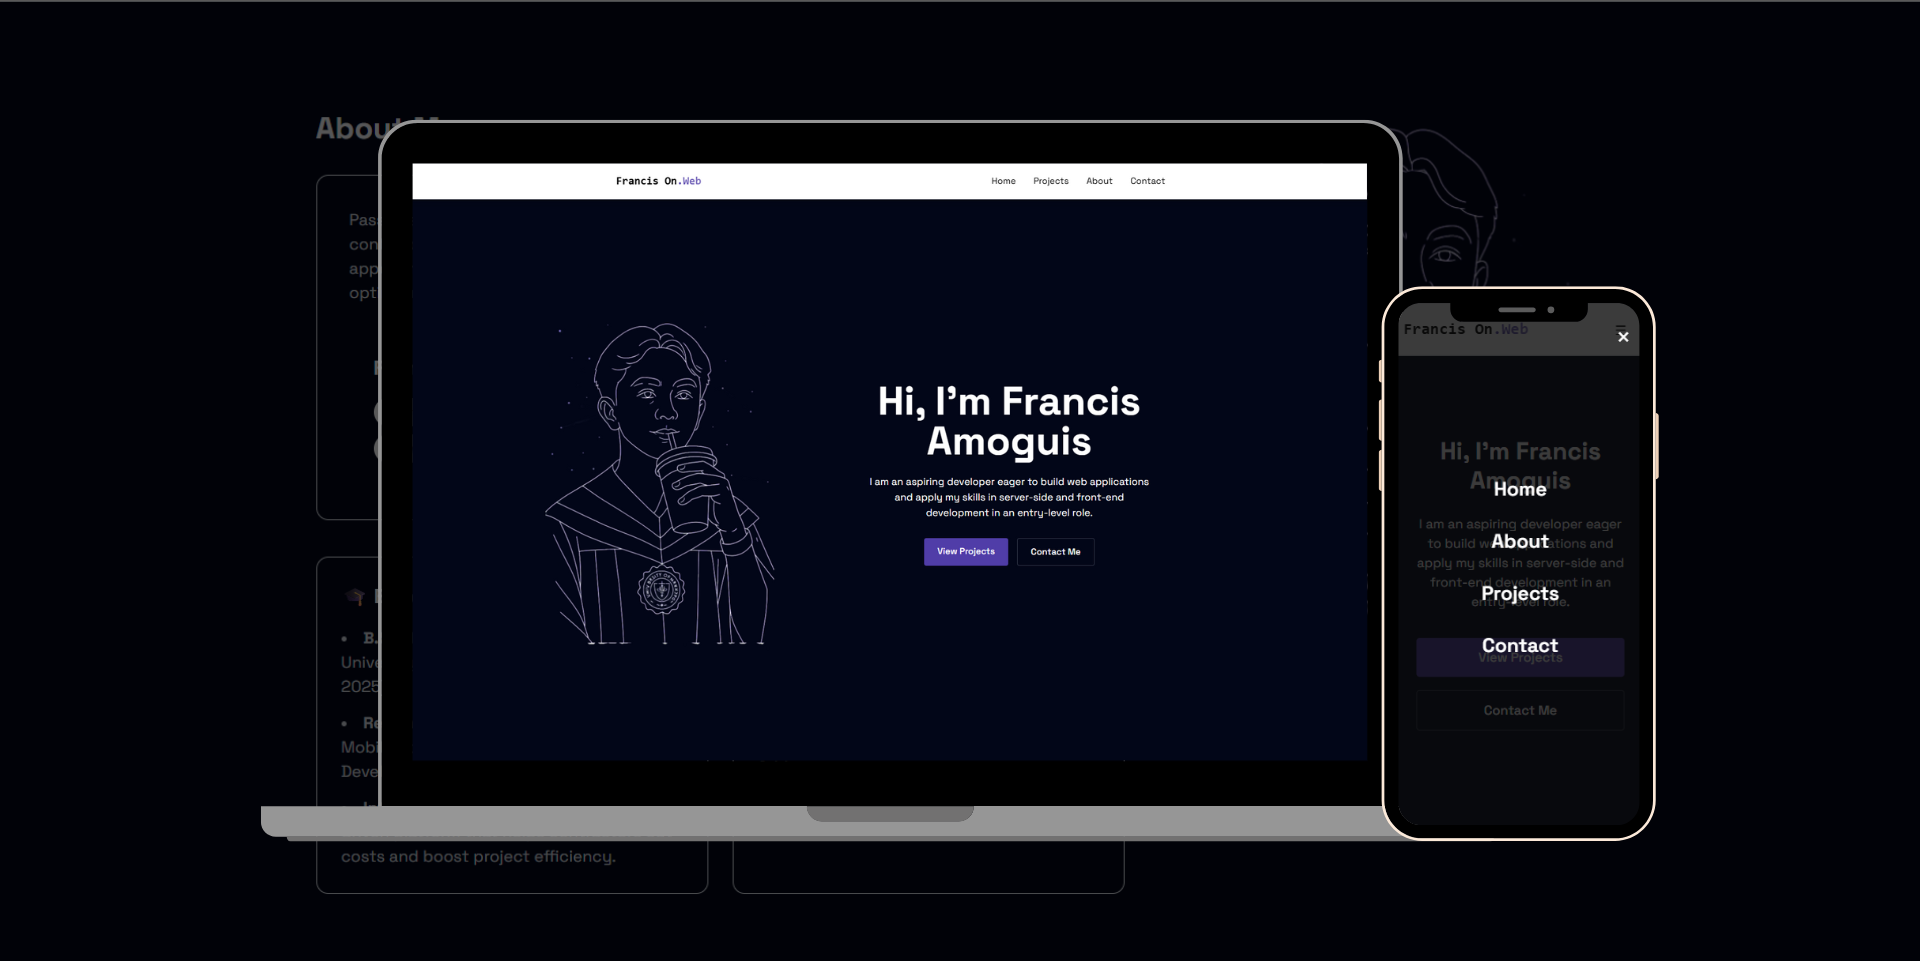 About
Pas
con
app
opt
Univer
2025
Re
Mobi
Deve
costs and boost project efficiency.
Francis On.Web
Home Projects About Contact
Hi, I'm Francis
Amoguis
I am an aspiring developer eager to build web applications
and apply my skills in server-side and front-end
development in an entry-level role.
View Projects Contact Me
Francis On.Web
×
Hi, I'm Francis
Amoguis
Home
I am an aspiring developer eager
to build web applications and
About
apply my skills in server-side and
front-end development in an
Projects
entry-level role.
Contact
View Projects
Contact Me